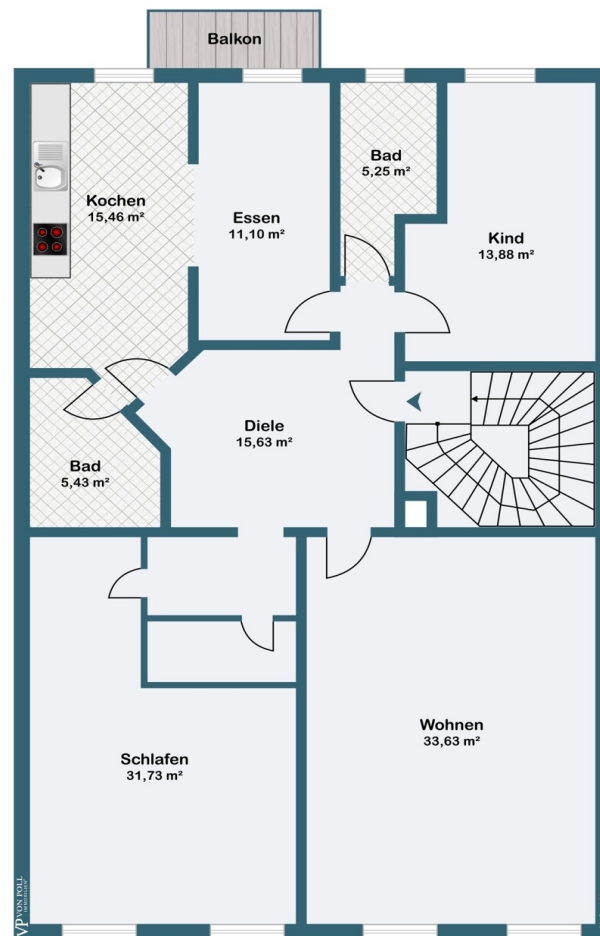 Balkon
Kochen
15,46 m²
Essen
11,10 m²
Bad
5,25 m²
Kind
13,88 m²
Diele
15,63 m²
Bad
5,43 m²
Wohnen
33,63 m²
Schlafen
31,73 m²
VP VON POLL